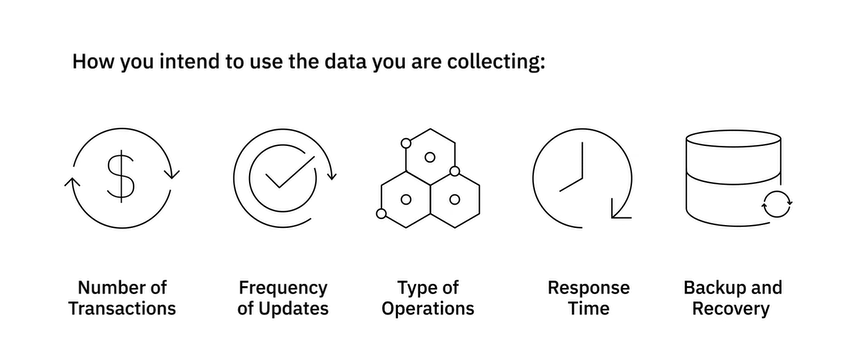 How you intend to use the data you are collecting:
$
Number of
Transactions
Frequency
of Updates
Type of
Operations
Response
Time
Backup and
Recovery